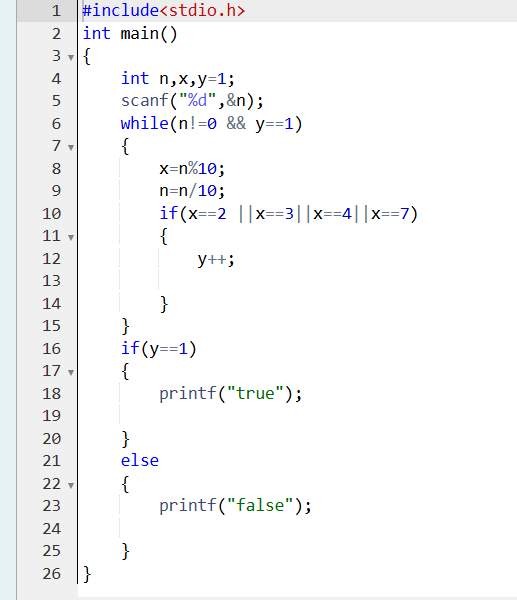 1 #include<stdio.h>
2 int main()
3 {
4 int n,x,y=1;
5 scanf("%d",&n);
6 while(n!=0 && y==1)
7 {
8 x=n%10;
9 n=n/10;
10 if(x==2 ||x==3||x==4||x==7)
11 {
12 y++;
13
14 }
15 }
16 if(y==1)
17 {
18 printf("true");
19
20 }
21 else
22 {
23 printf("false");
24
25 }
26 }